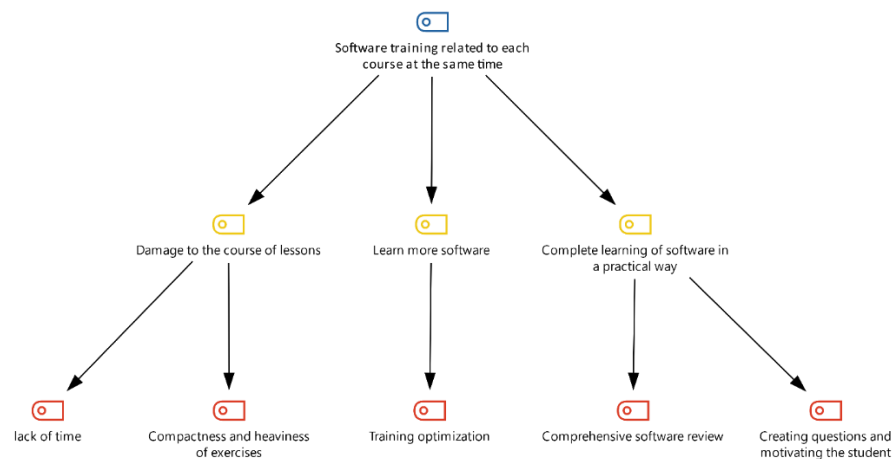 Software training related to each
course at the same time
Damage to the course of lessons
Learn more software
Complete learning of software in
a practical way
lack of time
Compactness and heaviness
of exercises
Training optimization
Comprehensive software review
Creating questions and
motivating the student